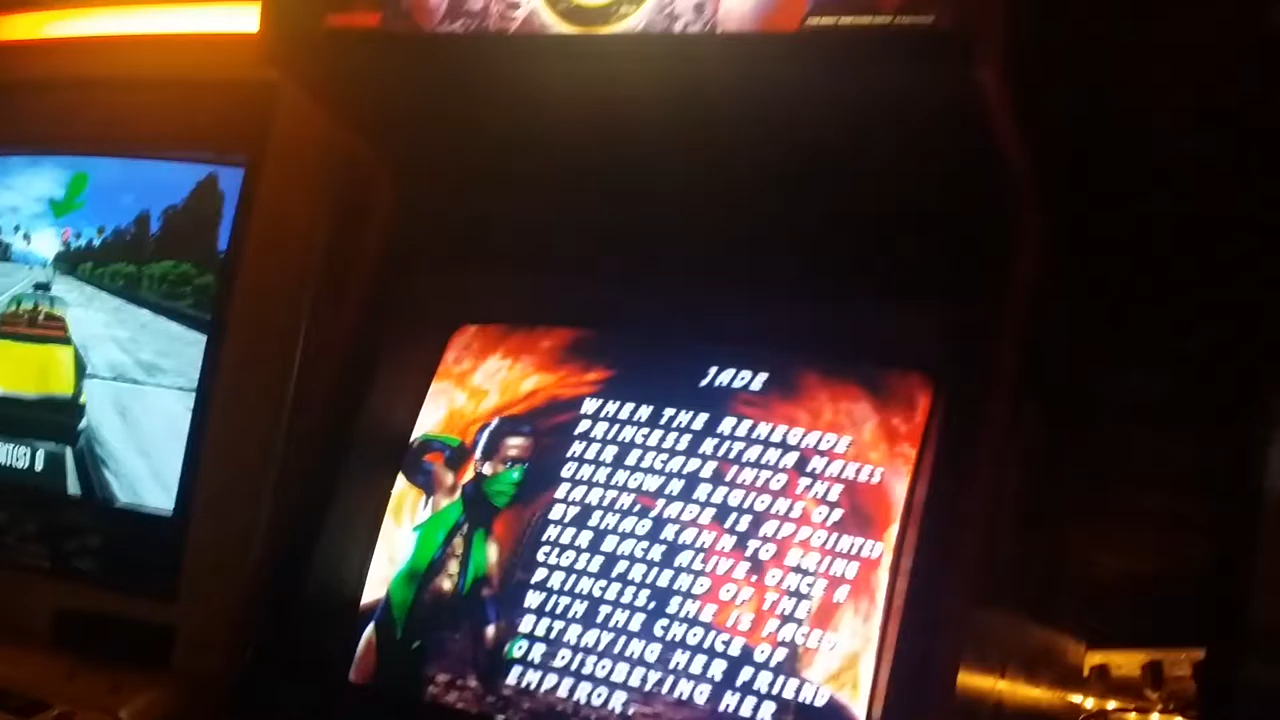 JADE
WHEN THE RENEGADE
PRINCESS KITANA MAKES
HER ESCAPE INTO THE
UNKNOWN REGIONS OF
EARTH, JADE IS APPOINTED
BY SHAO KAHN TO BRING
HER BACK ALIVE. ONCE A
CLOSE FRIEND OF THE
PRINCESS, SHE IS FACED
WITH THE CHOICE OF
BETRAYING HER FRIEND
OR DISOBEYING HER
EMPEROR.